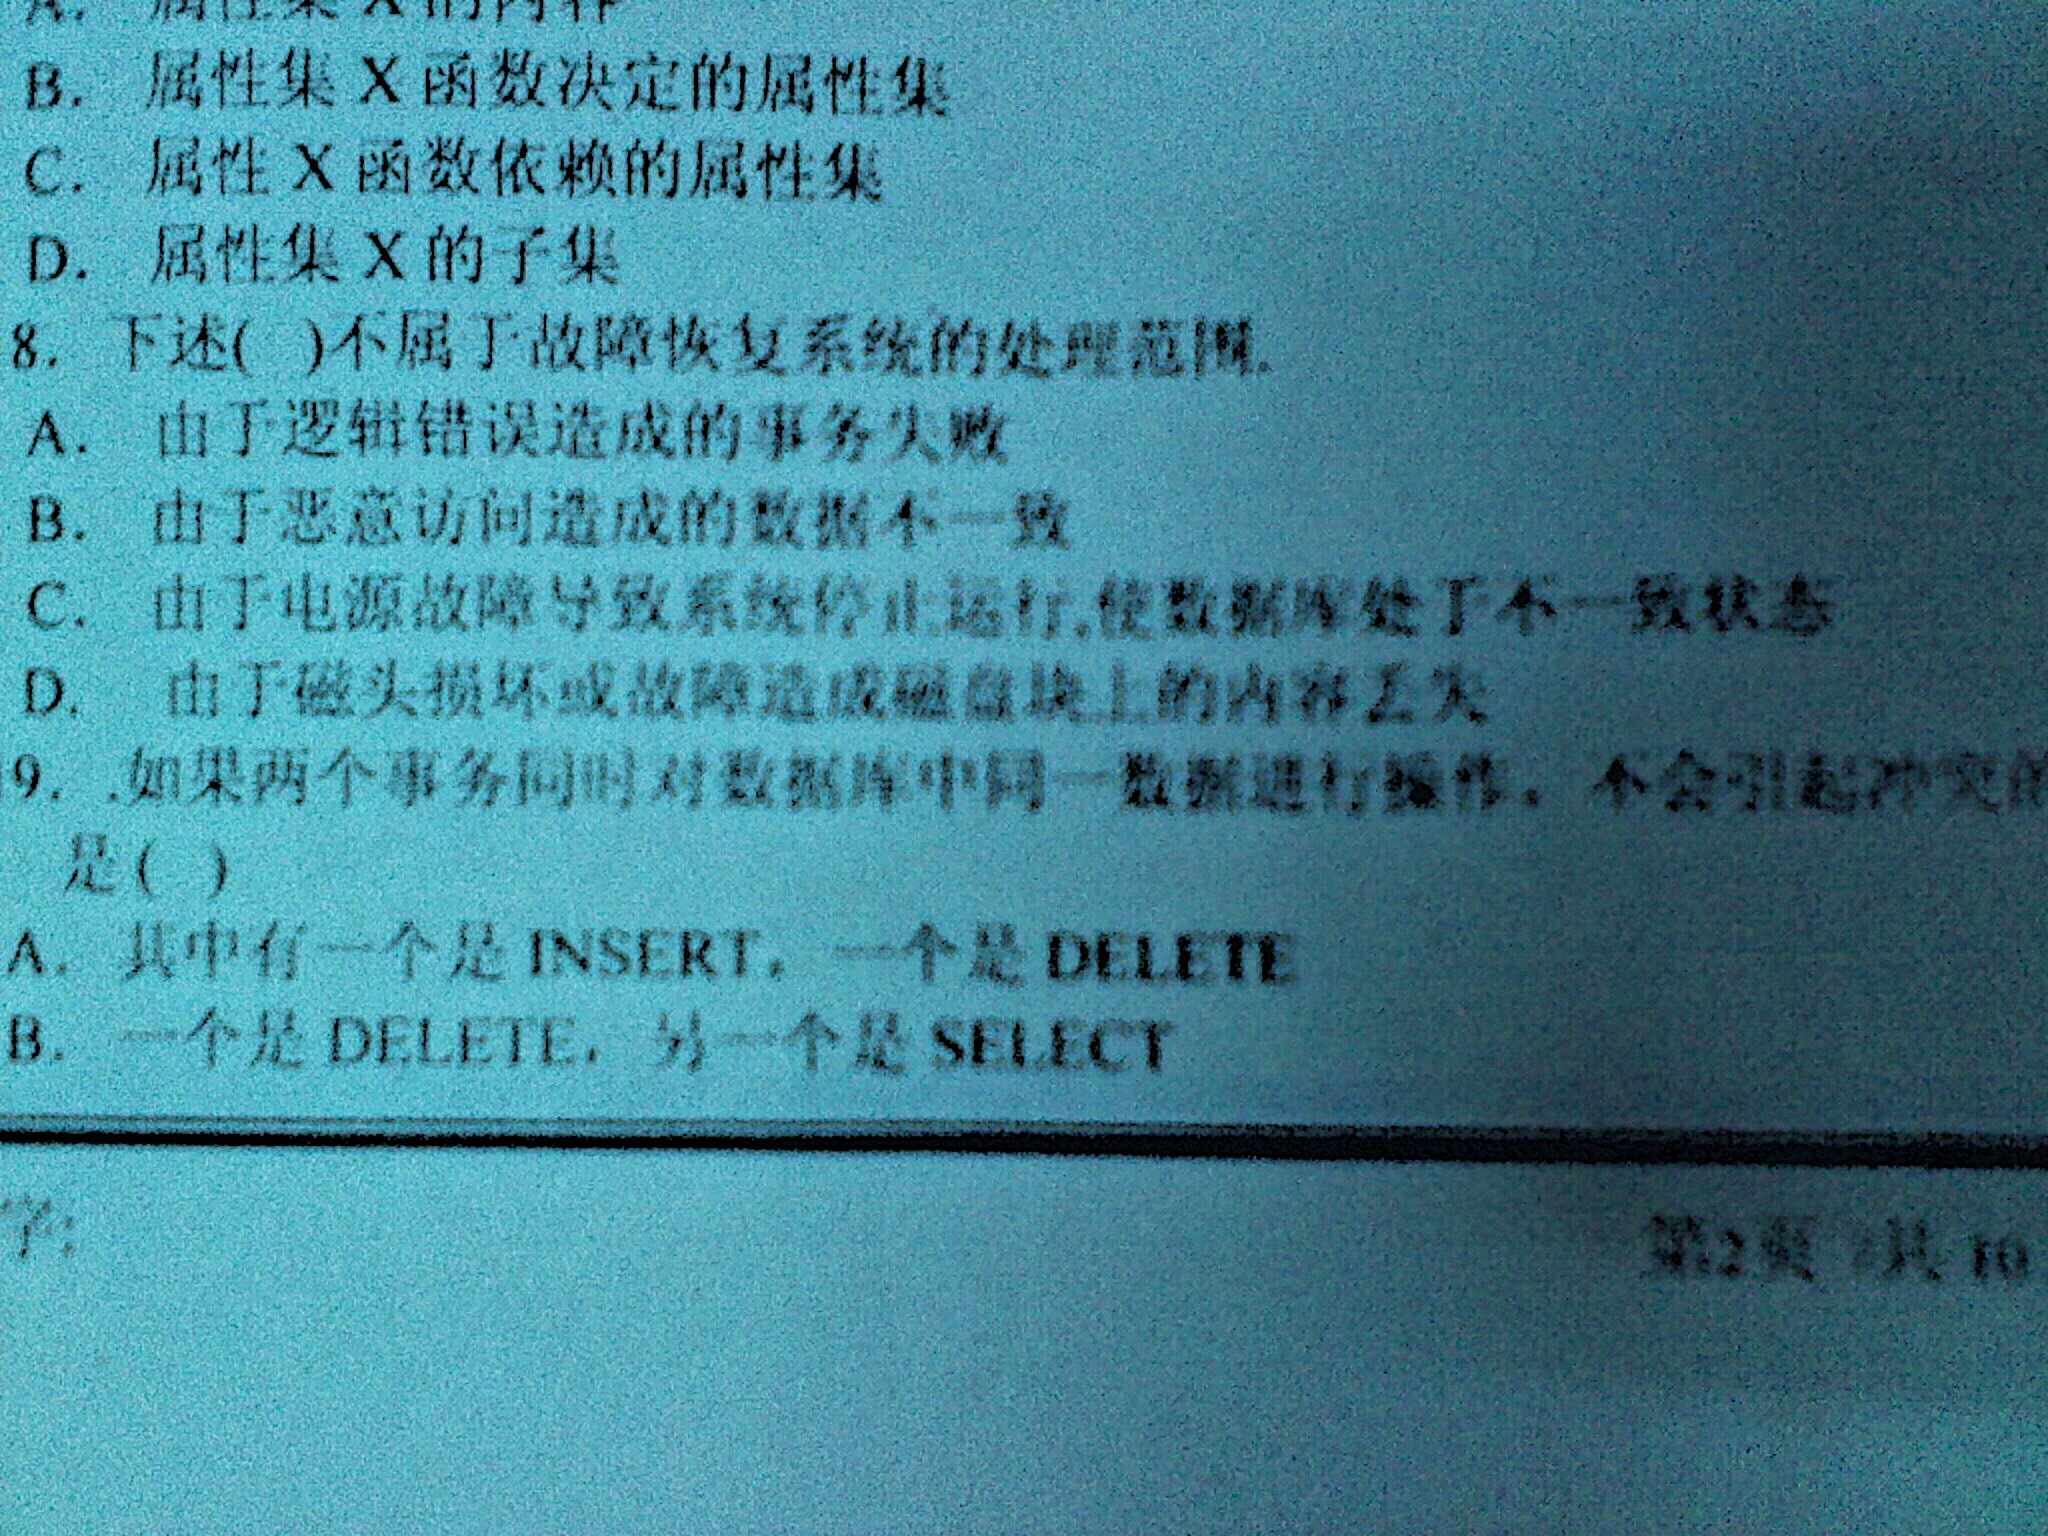 A. 属性集 X 的内容
B. 属性集 X 函数决定的属性集
C. 属性 X 函数依赖的属性集
D. 属性集 X 的子集
8. 下述( )不属于故障恢复系统的处理范围.
A. 由于逻辑错误造成的事务失败
B. 由于恶意访问造成的数据不一致
C. 由于电源故障导致系统停止运行,使数据库处于不一致状态
D. 由于磁头损坏或故障造成磁盘块上的内容丢失
9. .如果两个事务同时对数据库中同一数据进行操作，不会引起冲突的
是( )
A. 其中有一个是 INSERT，一个是 DELETE
B. 一个是 DELETE，另一个是 SELECT
字:
第2页 /共 10